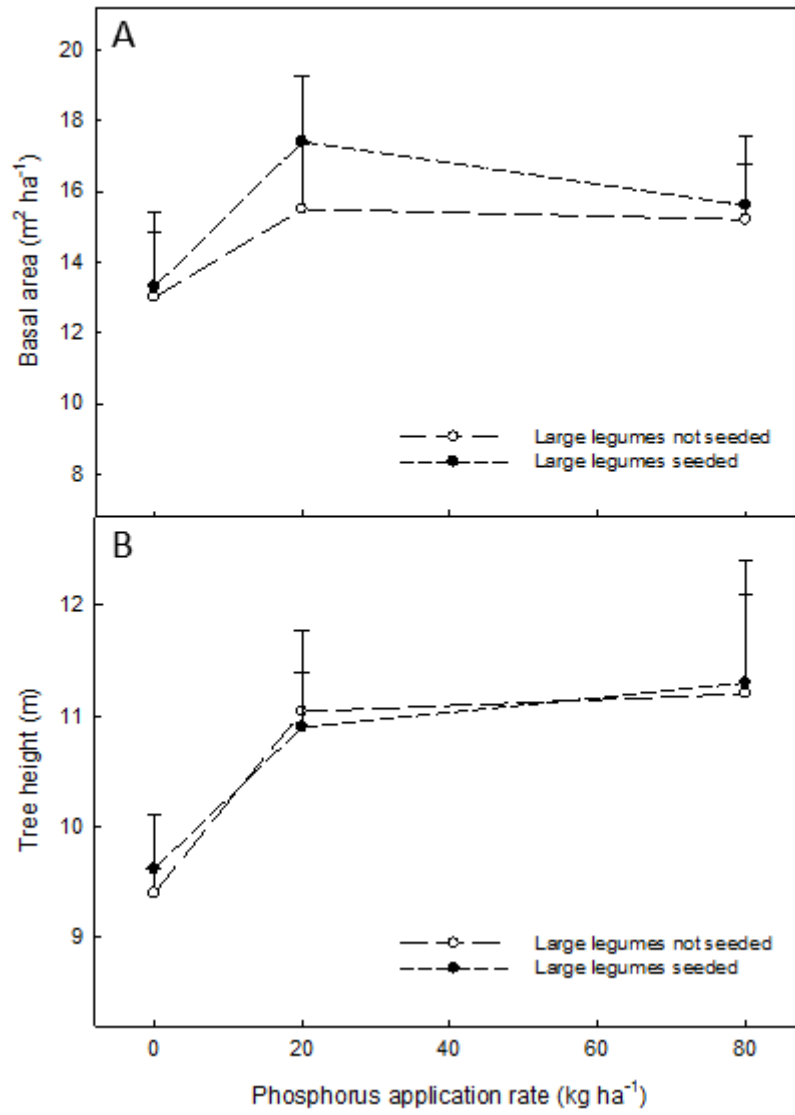 A
20
18
16
14
12
10
8
Basal area (m² ha⁻¹)
Large legumes not seeded
Large legumes seeded
B
12
11
10
9
Tree height (m)
Large legumes not seeded
Large legumes seeded
0 20 40 60 80
Phosphorus application rate (kg ha⁻¹)